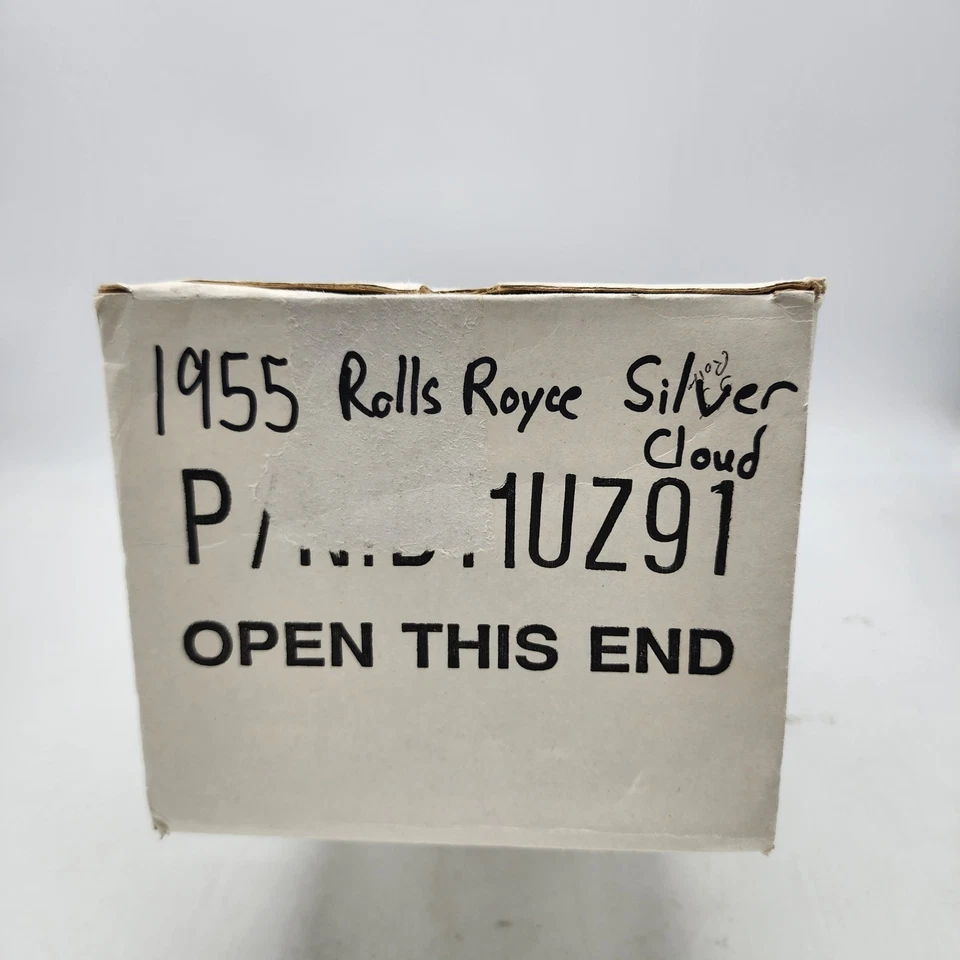 1955 Rolls Royce Silver
Cloud
1UZ91
OPEN THIS END